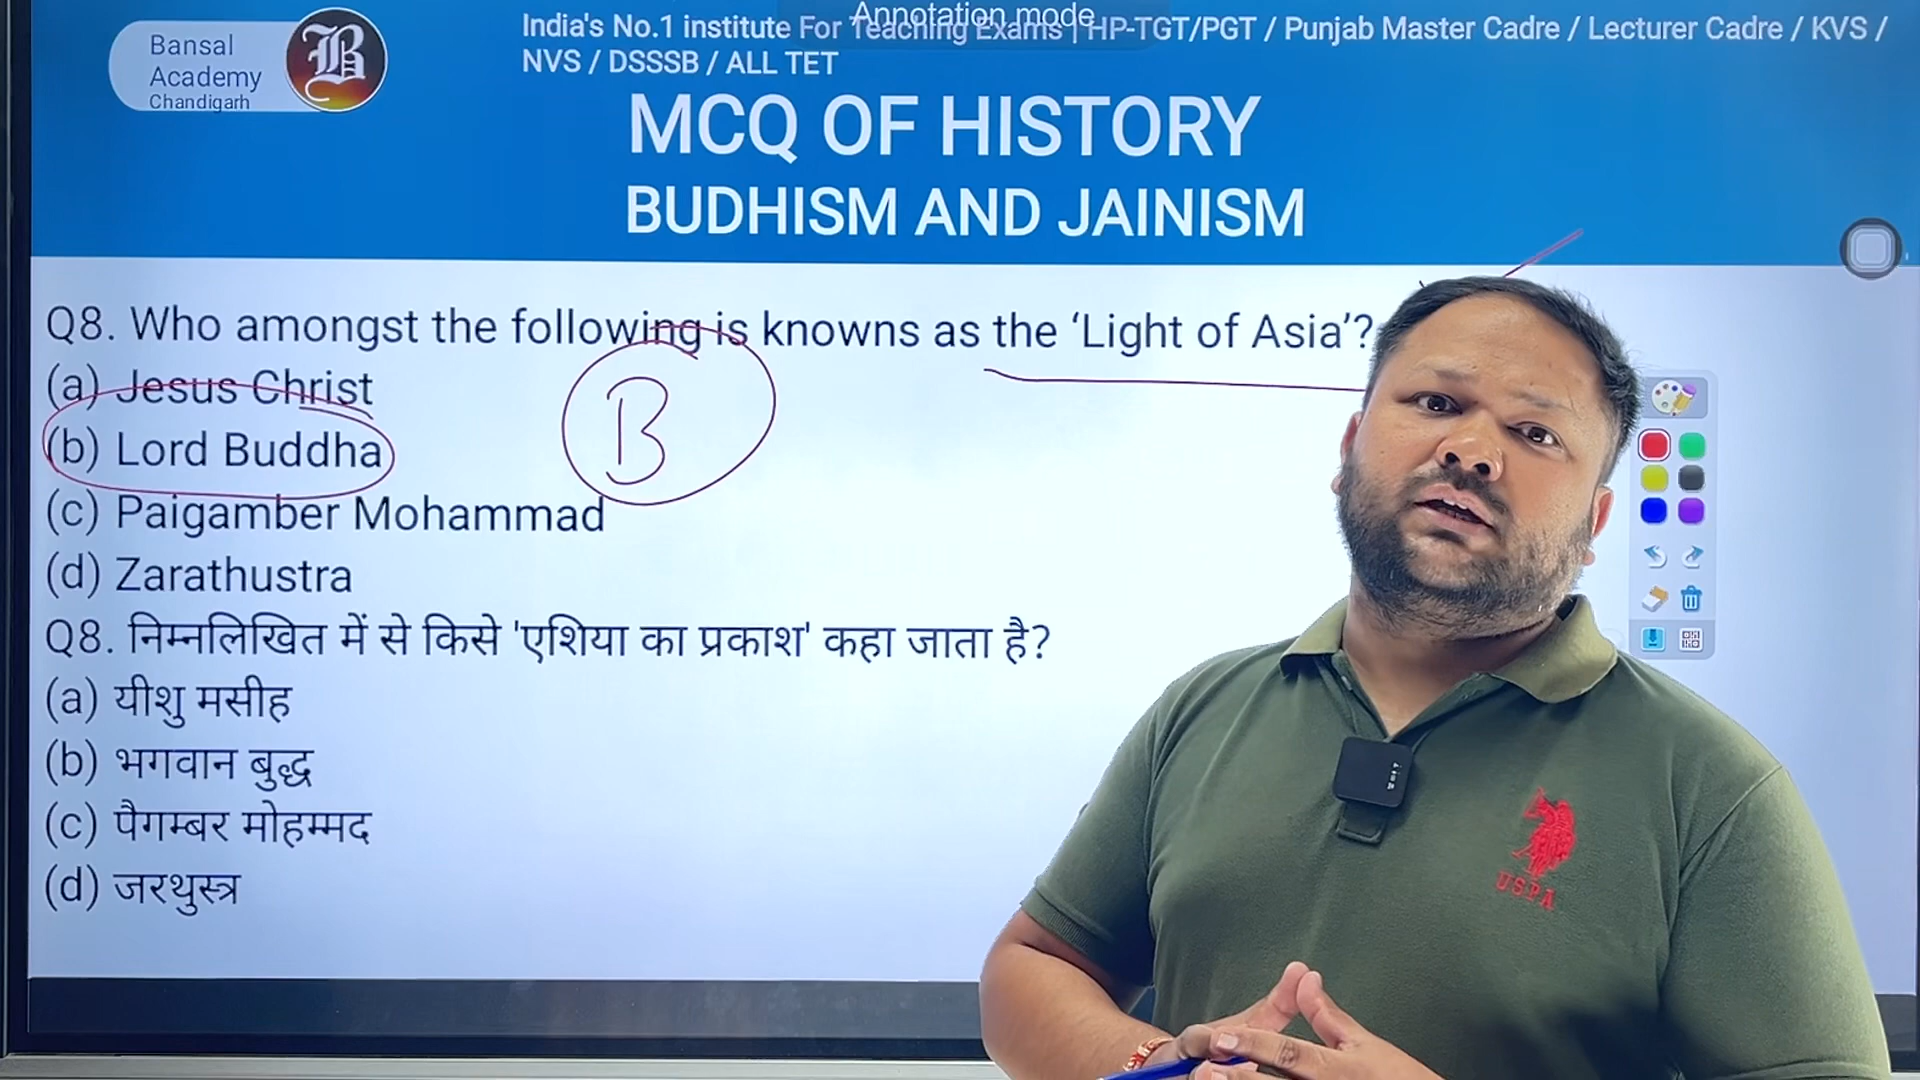 Bansal
Academy
Chandigarh
Annotation mode
India's No.1 institute For Teaching Exams | HP-TGT/PGT / Punjab Master Cadre / Lecturer Cadre / KVS /
NVS / DSSSB / ALL TET
MCQ OF HISTORY
BUDHISM AND JAINISM
Q8. Who amongst the following is knowns as the ‘Light of Asia’?
(a) Jesus Christ
(b) Lord Buddha
B
(c) Paigamber Mohammad
(d) Zarathustra
Q8. निम्नलिखित में से किसे 'एशिया का प्रकाश' कहा जाता है?
(a) यीशु मसीह
(b) भगवान बुद्ध
(c) पैगम्बर मोहम्मद
(d) जरथुस्त्र
USPA